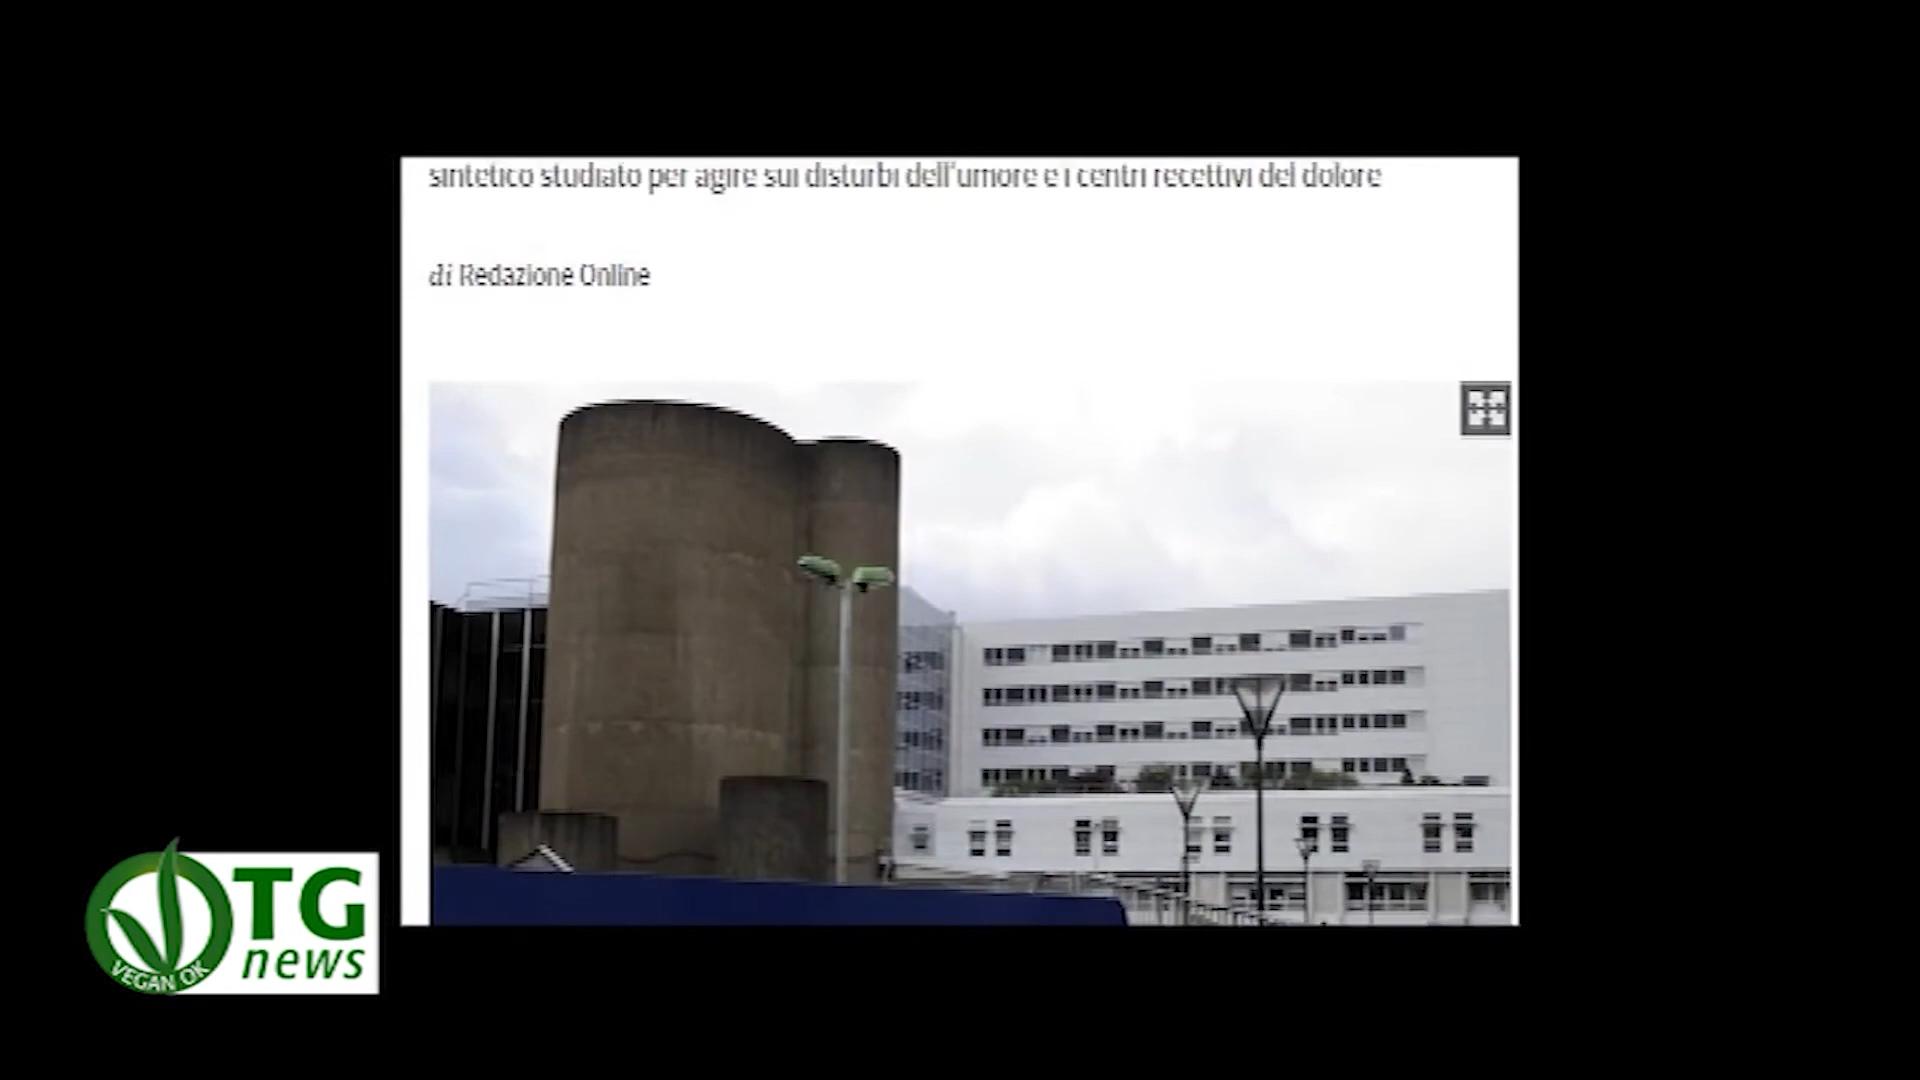 sintetico studiato per agire sui disturbi dell'umore e i centri recettivi del dolore
di Redazione Online
TG
news
VEGAN OK